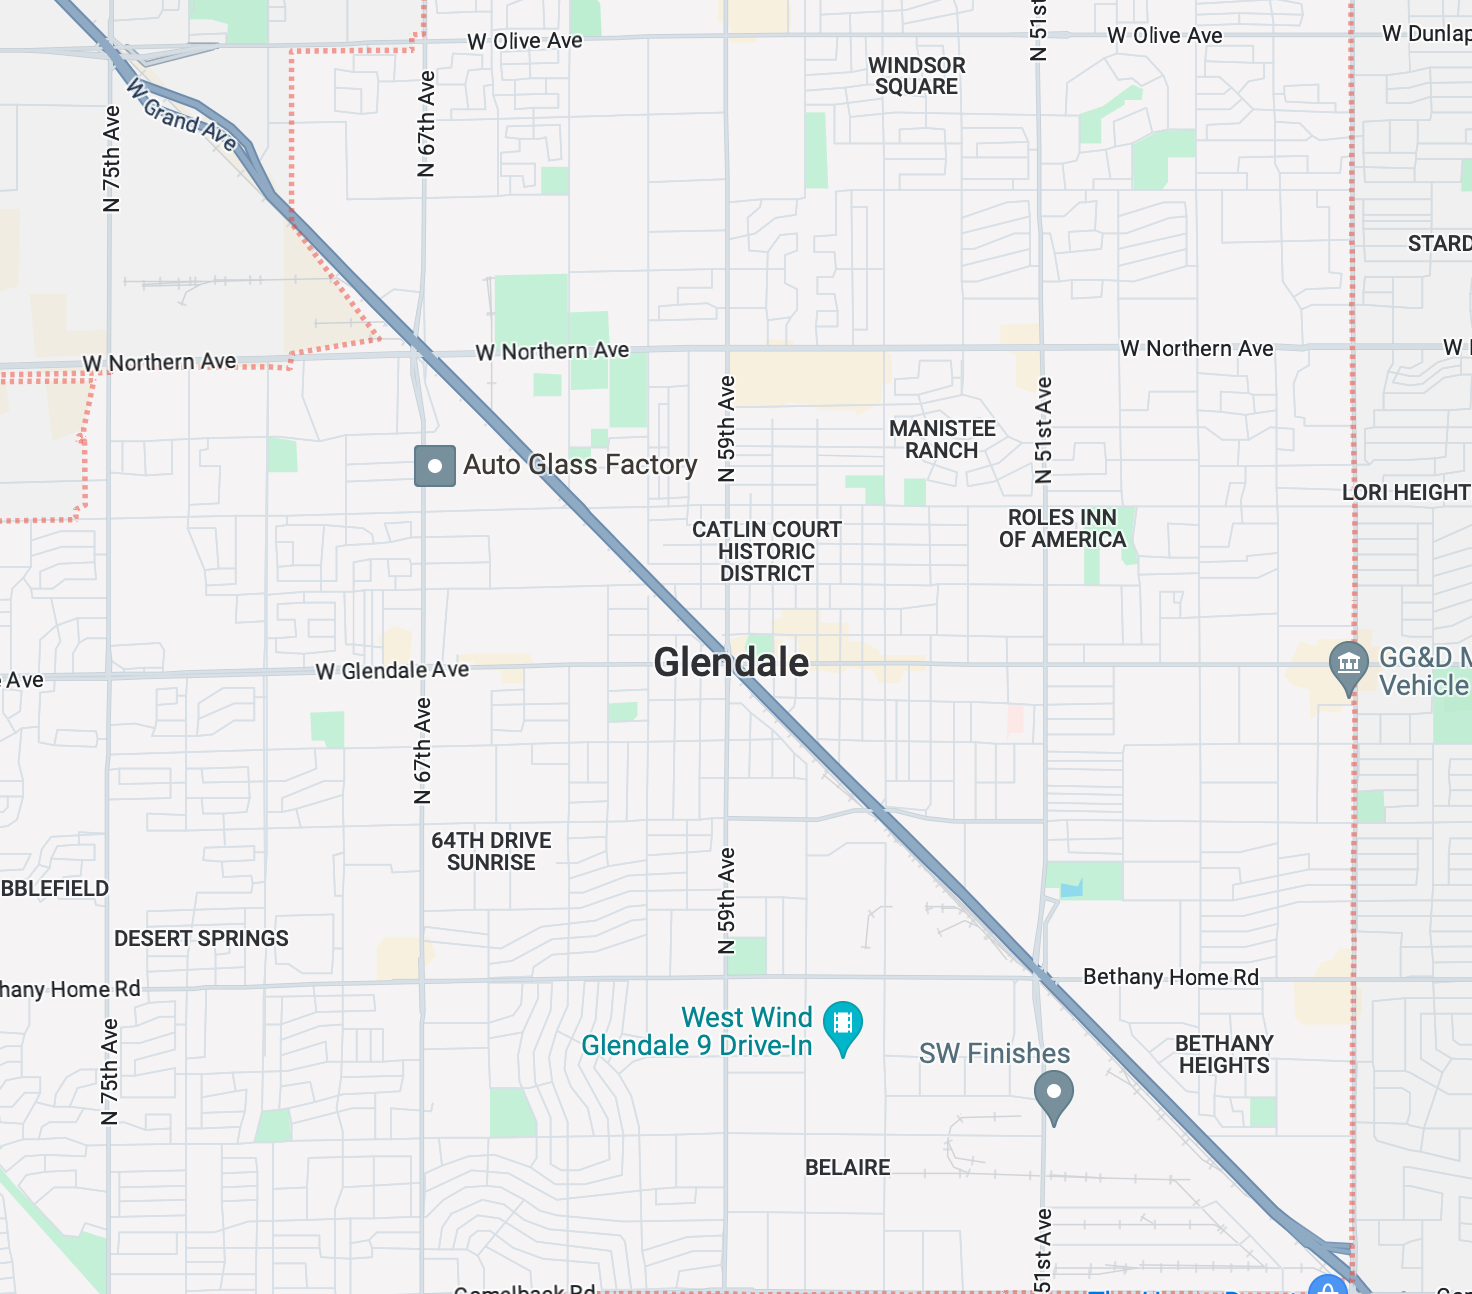 W Olive Ave
N 51st
W Olive Ave
W Dunlap
WINDSOR
SQUARE
W Grand Ave
N 75th Ave
N 67th Ave
STARD
W Northern Ave
W Northern Ave
W Northern Ave
W
N 59th Ave
N 51st Ave
MANISTEE
RANCH
Auto Glass Factory
LORI HEIGHT
CATLIN COURT
HISTORIC
DISTRICT
ROLES INN
OF AMERICA
Glendale
W Glendale Ave
Ave
GG&D M
Vehicle
N 67th Ave
64TH DRIVE
SUNRISE
BBLEFIELD
N 59th Ave
DESERT SPRINGS
hany Home Rd
Bethany Home Rd
West Wind
Glendale 9 Drive-In
SW Finishes
BETHANY
HEIGHTS
N 75th Ave
BELAIRE
51st Ave
Camelback Rd